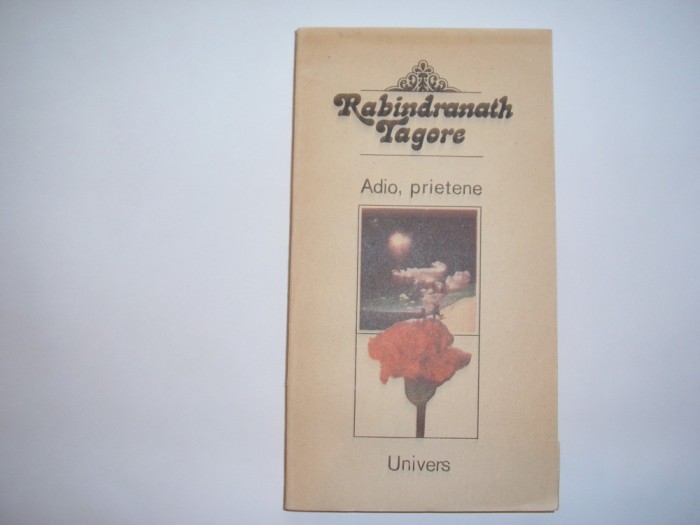 Rabindranath
Tagore
Adio, prietene
Univers